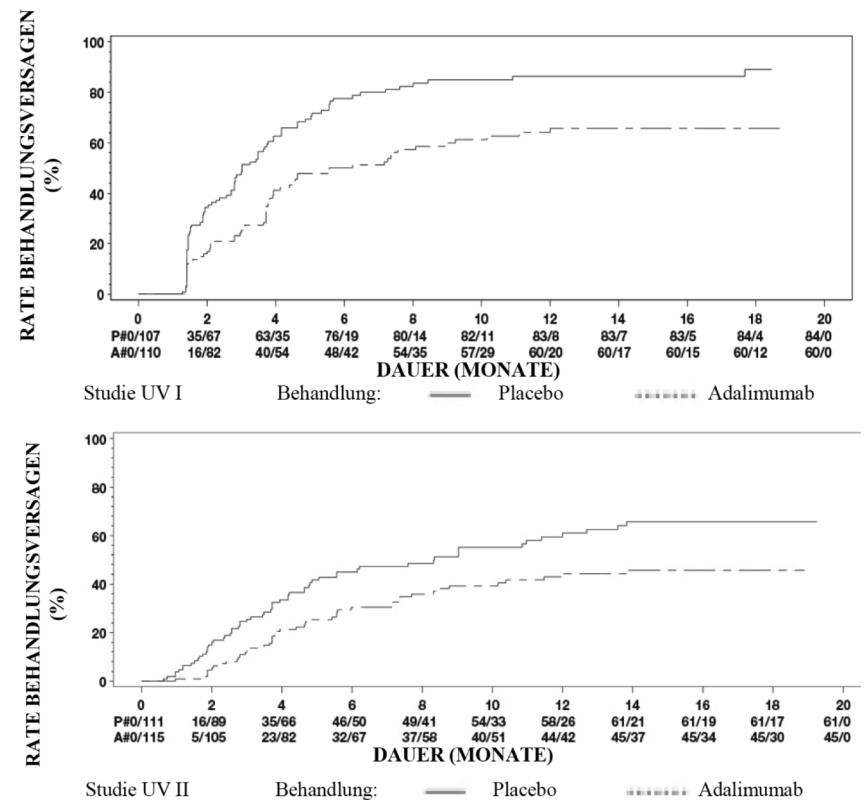 RATE BEHANDLUNGSVERSAGEN
(%)
100
80
60
40
20
0
0 2 4 6 8 10 12 14 16 18 20
P#0/107 35/67 63/35 76/19 80/14 82/11 83/8 83/7 83/5 84/4 84/0
A#0/110 16/82 40/54 48/42 54/35 57/29 60/20 60/17 60/15 60/12 60/0
DAUER (MONATE)
Studie UV I Behandlung: Placebo Adalimumab
RATE BEHANDLUNGSVERSAGEN
(%)
100
80
60
40
20
0
0 2 4 6 8 10 12 14 16 18 20
P#0/111 16/89 35/66 46/50 49/41 54/33 58/26 61/21 61/19 61/17 61/0
A#0/115 5/105 23/82 32/67 37/58 40/51 44/42 45/37 45/34 45/30 45/0
DAUER (MONATE)
Studie UV II Behandlung: Placebo Adalimumab